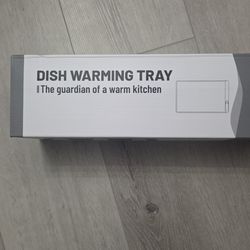 DISH WARMING TRAY
The guardian of a warm kitchen